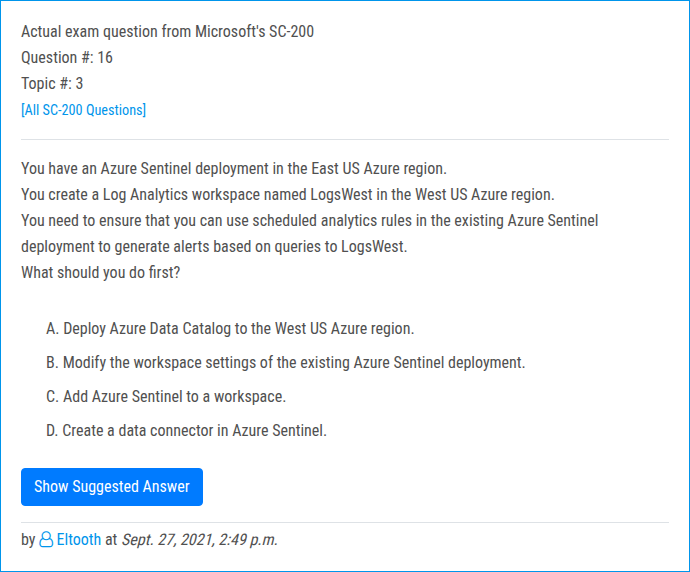 Actual exam question from Microsoft's SC-200
Question #: 16
Topic #: 3
[All SC-200 Questions]
You have an Azure Sentinel deployment in the East US Azure region.
You create a Log Analytics workspace named LogsWest in the West US Azure region.
You need to ensure that you can use scheduled analytics rules in the existing Azure Sentinel
deployment to generate alerts based on queries to LogsWest.
What should you do first?
A. Deploy Azure Data Catalog to the West US Azure region.
B. Modify the workspace settings of the existing Azure Sentinel deployment.
C. Add Azure Sentinel to a workspace.
D. Create a data connector in Azure Sentinel.
Show Suggested Answer
by Eltooth at Sept. 27, 2021, 2:49 p.m.